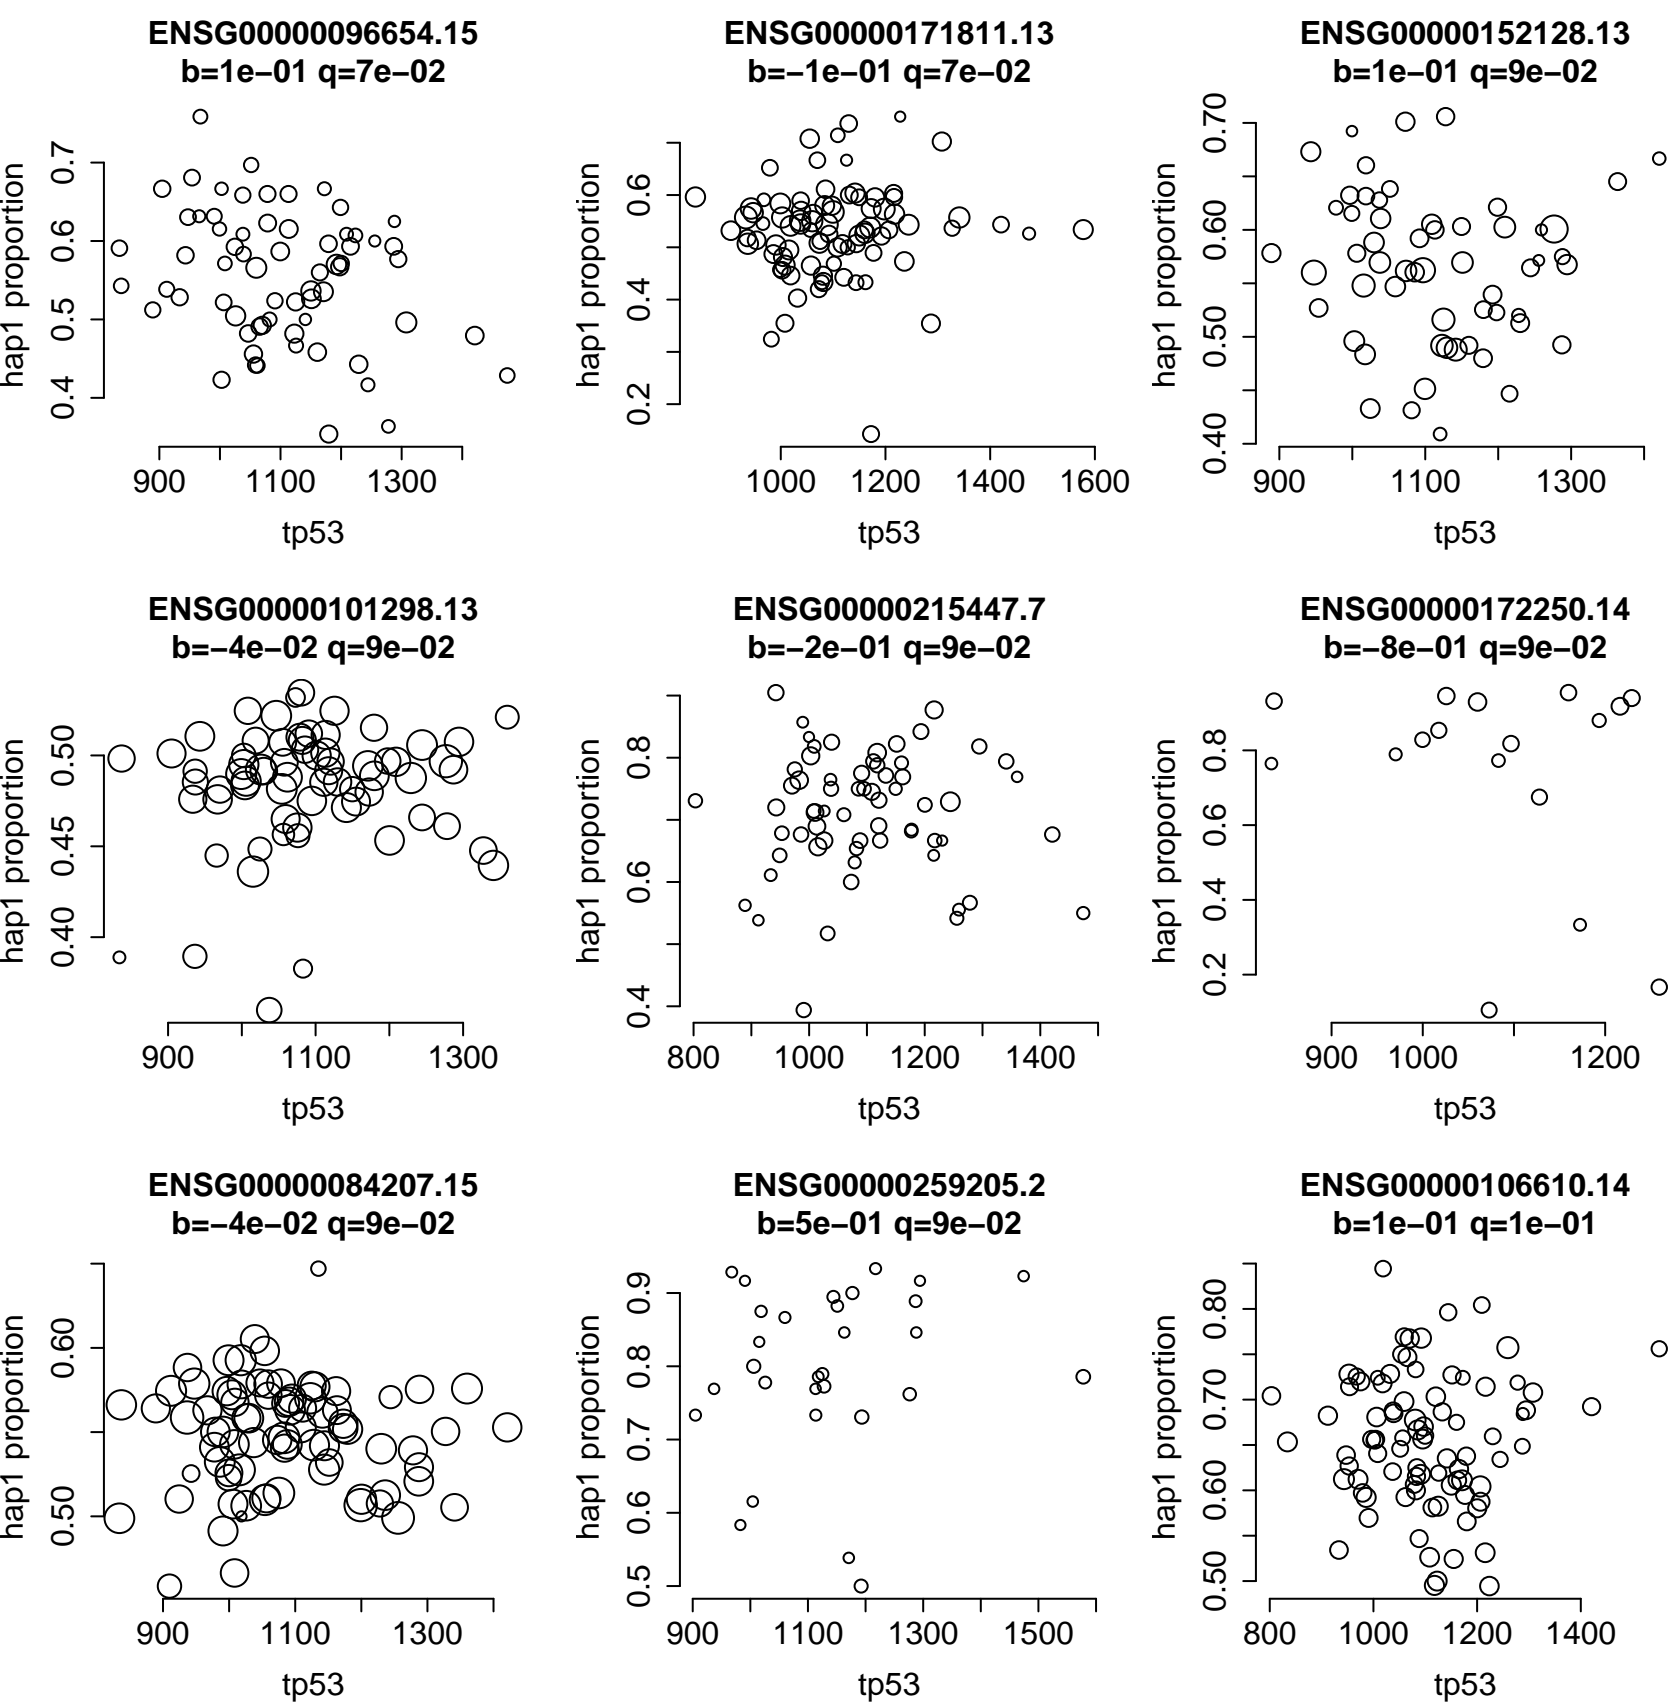 ENSG00000096654.15
b=1e−01 q=7e−02
hap1 proportion
0.4 0.5 0.6 0.7
900 1100 1300
tp53
ENSG00000171811.13
b=−1e−01 q=7e−02
hap1 proportion
0.2 0.4 0.6
1000 1200 1400 1600
tp53
ENSG00000152128.13
b=1e−01 q=9e−02
hap1 proportion
0.40 0.50 0.60 0.70
900 1100 1300
tp53
ENSG00000101298.13
b=−4e−02 q=9e−02
hap1 proportion
0.40 0.45 0.50
900 1100 1300
tp53
ENSG00000215447.7
b=−2e−01 q=9e−02
hap1 proportion
0.4 0.6 0.8
800 1000 1200 1400
tp53
ENSG00000172250.14
b=−8e−01 q=9e−02
hap1 proportion
0.2 0.4 0.6 0.8
900 1000 1200
tp53
ENSG00000084207.15
b=−4e−02 q=9e−02
hap1 proportion
0.50 0.60
900 1100 1300
tp53
ENSG00000259205.2
b=5e−01 q=9e−02
hap1 proportion
0.5 0.6 0.7 0.8 0.9
900 1100 1300 1500
tp53
ENSG00000106610.14
b=1e−01 q=1e−01
hap1 proportion
0.50 0.60 0.70 0.80
800 1000 1200 1400
tp53